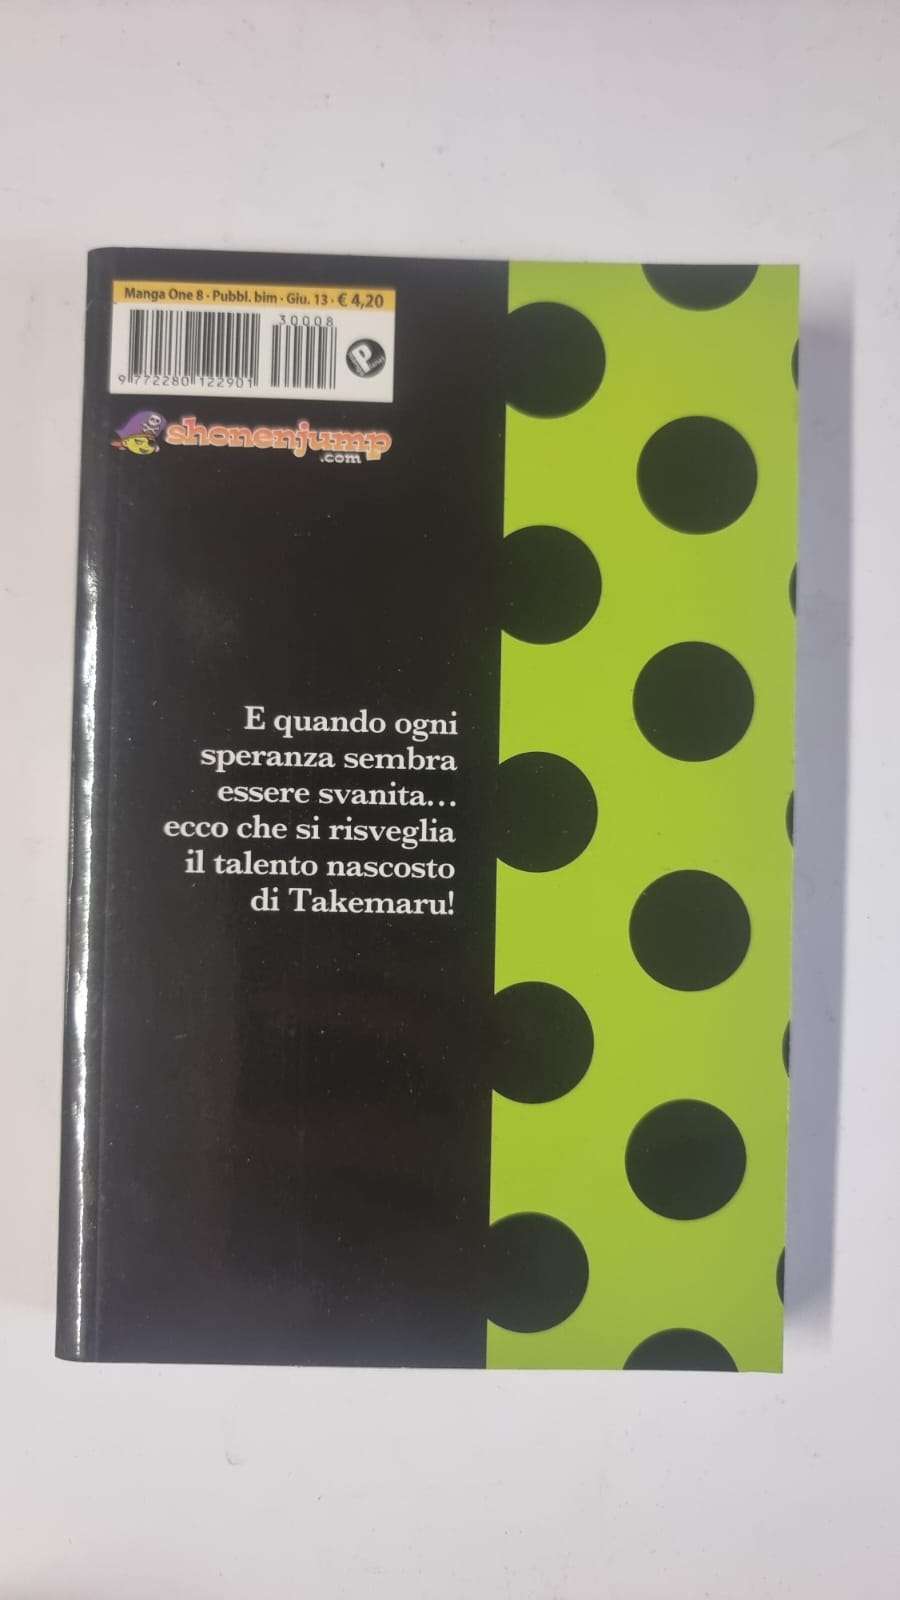 Manga One 8 - Pubbl. bim - Giu. 13 - € 4,20
30008
9 772280 122901
P
shonenjump
.com
E quando ogni
speranza sembra
essere svanita...
ecco che si risveglia
il talento nascosto
di Takemaru!